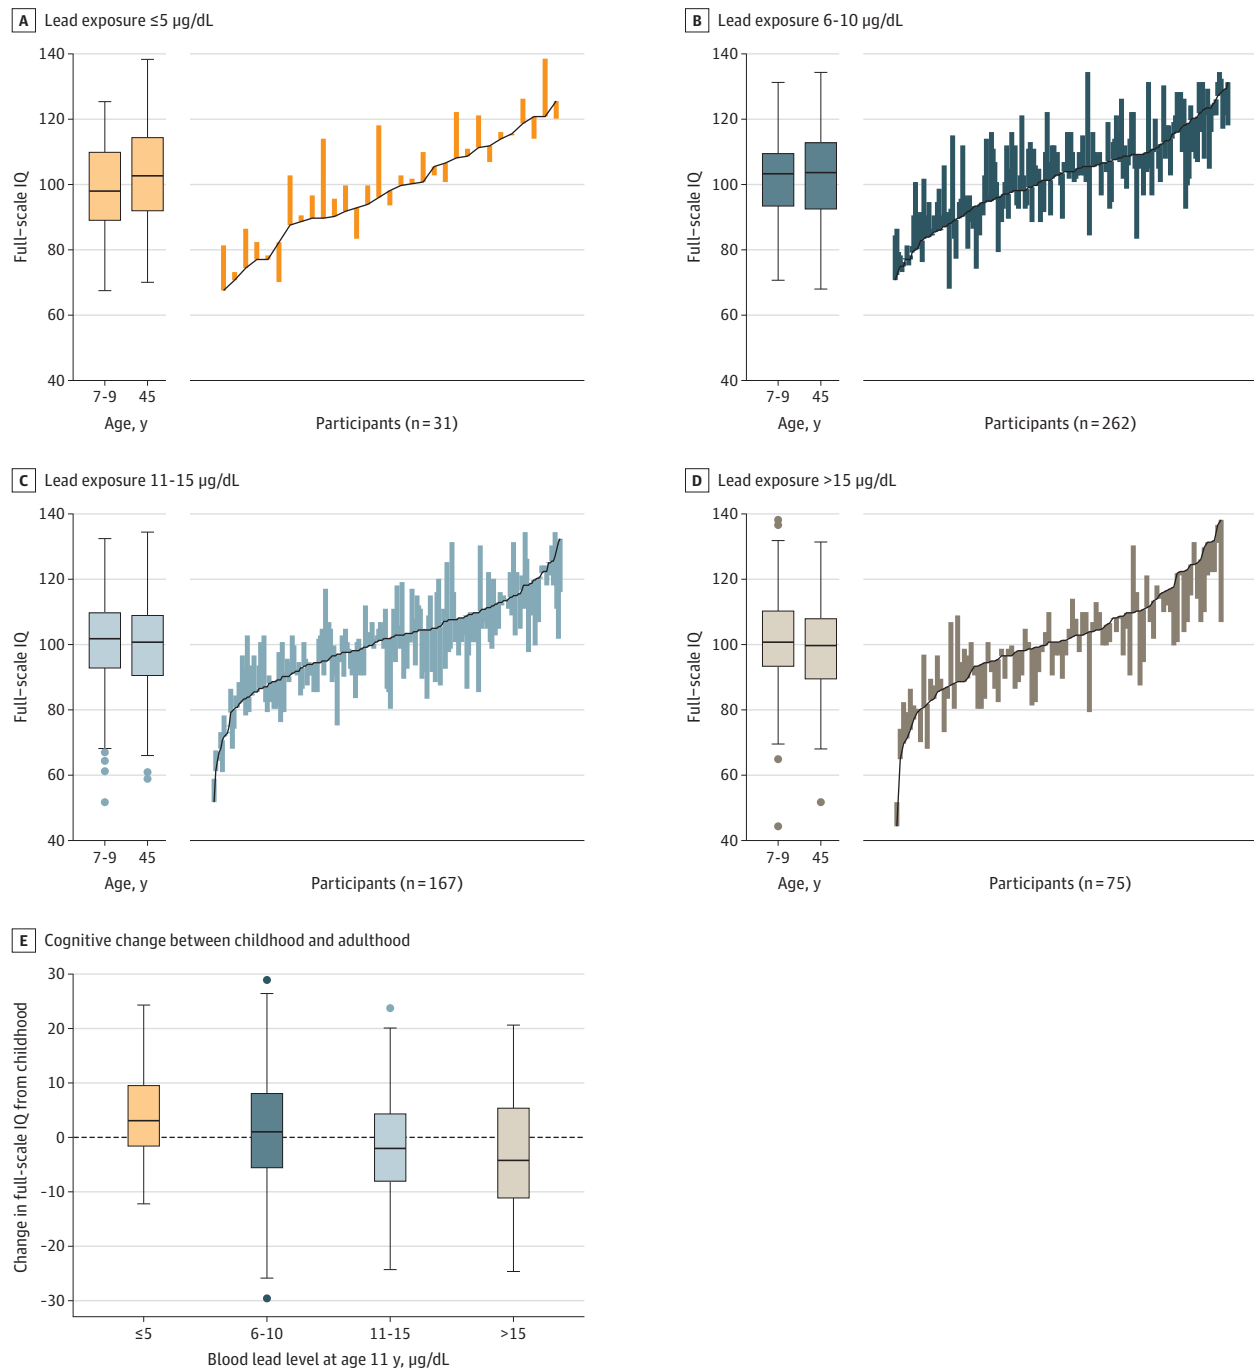 A Lead exposure ≤5 µg/dL
140
120
100
80
60
40
Full-scale IQ
7-9 45
Age, y
Participants (n=31)
B Lead exposure 6-10 µg/dL
140
120
100
80
60
40
Full-scale IQ
7-9 45
Age, y
Participants (n=262)
C Lead exposure 11-15 µg/dL
140
120
100
80
60
40
Full-scale IQ
7-9 45
Age, y
Participants (n=167)
D Lead exposure >15 µg/dL
140
120
100
80
60
40
Full-scale IQ
7-9 45
Age, y
Participants (n=75)
E Cognitive change between childhood and adulthood
30
20
10
0
-10
-20
-30
Change in full-scale IQ from childhood
≤5 6-10 11-15 >15
Blood lead level at age 11 y, µg/dL